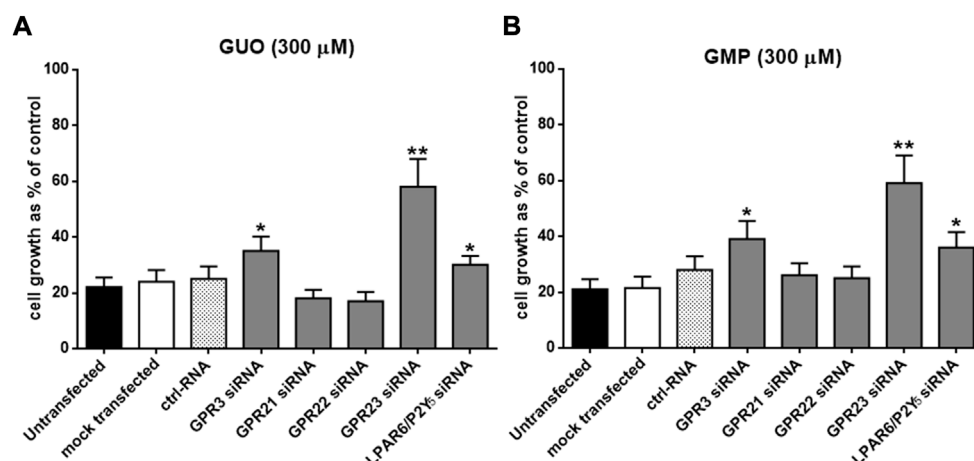 A
GUO (300 μM)
cell growth as % of control
100
80
60
40
20
0
*
**
*
Untransfected
mock transfected
ctrl-RNA
GPR3 siRNA
GPR21 siRNA
GPR22 siRNA
GPR23 siRNA
LPAR6/P2Y₅ siRNA
B
GMP (300 μM)
cell growth as % of control
100
80
60
40
20
0
*
**
*
Untransfected
mock transfected
ctrl-RNA
GPR3 siRNA
GPR21 siRNA
GPR22 siRNA
GPR23 siRNA
LPAR6/P2Y₅ siRNA